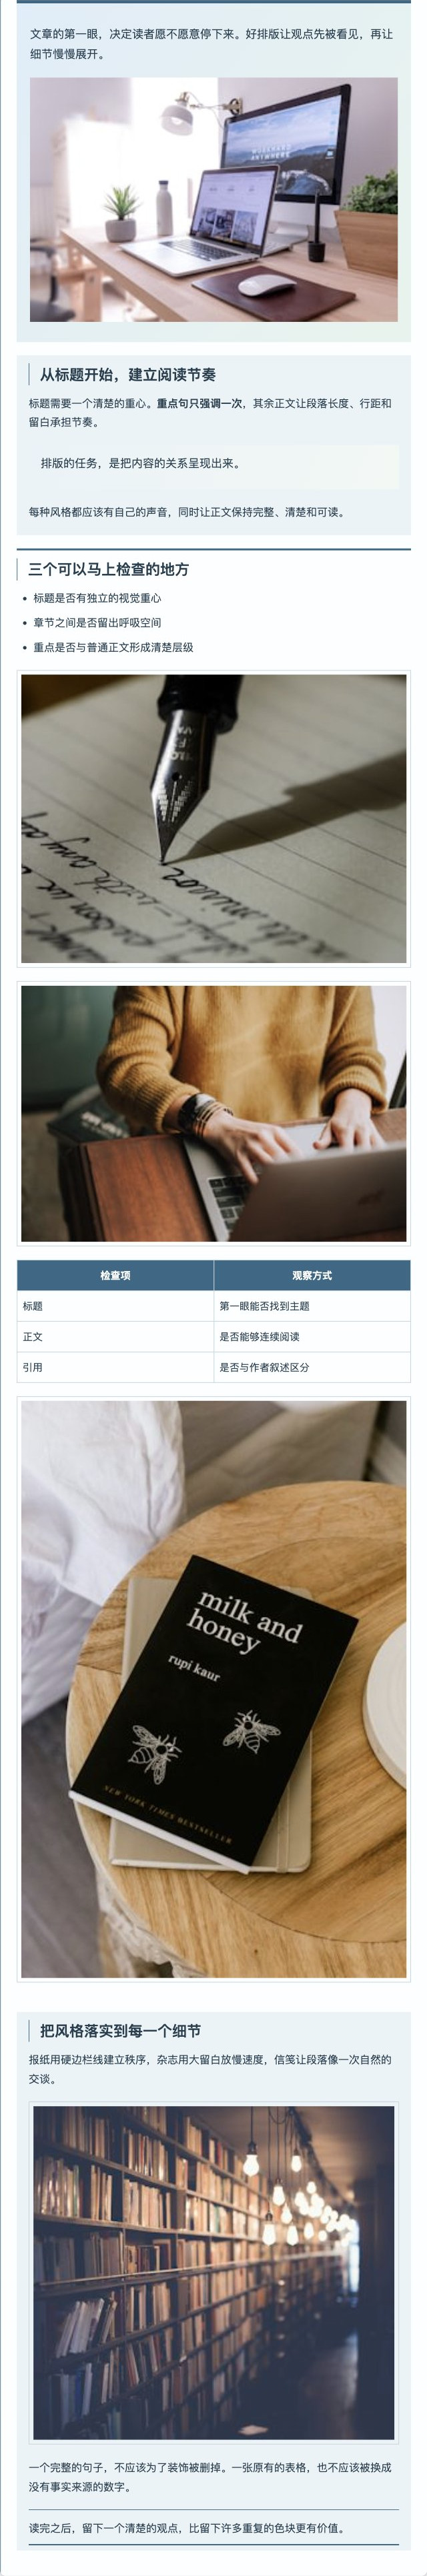 文章的第一眼，决定读者愿不愿意停下来。好排版让观点先被看见，再让
细节慢慢展开。
从标题开始，建立阅读节奏
标题需要一个清楚的重心。重点句只强调一次，其余正文让段落长度、行距和
留白承担节奏。
排版的任务，是把内容的关系呈现出来。
每种风格都应该有自己的声音，同时让正文保持完整、清楚和可读。
三个可以马上检查的地方
• 标题是否有独立的视觉重心
• 章节之间是否留出呼吸空间
• 重点是否与普通正文形成清楚层级
检查项 观察方式
标题 第一眼能否找到主题
正文 是否能够连续阅读
引用 是否与作者叙述区分
milk and
honey
rupi kaur
NEW YORK TIMES BESTSELLER
把风格落实到每一个细节
报纸用硬边栏线建立秩序，杂志用大留白放慢速度，信笺让段落像一次自然的
交谈。
一个完整的句子，不应该为了装饰被删掉。一张原有的表格，也不应该被换成
没有事实来源的数字。
读完之后，留下一个清楚的观点，比留下许多重复的色块更有价值。